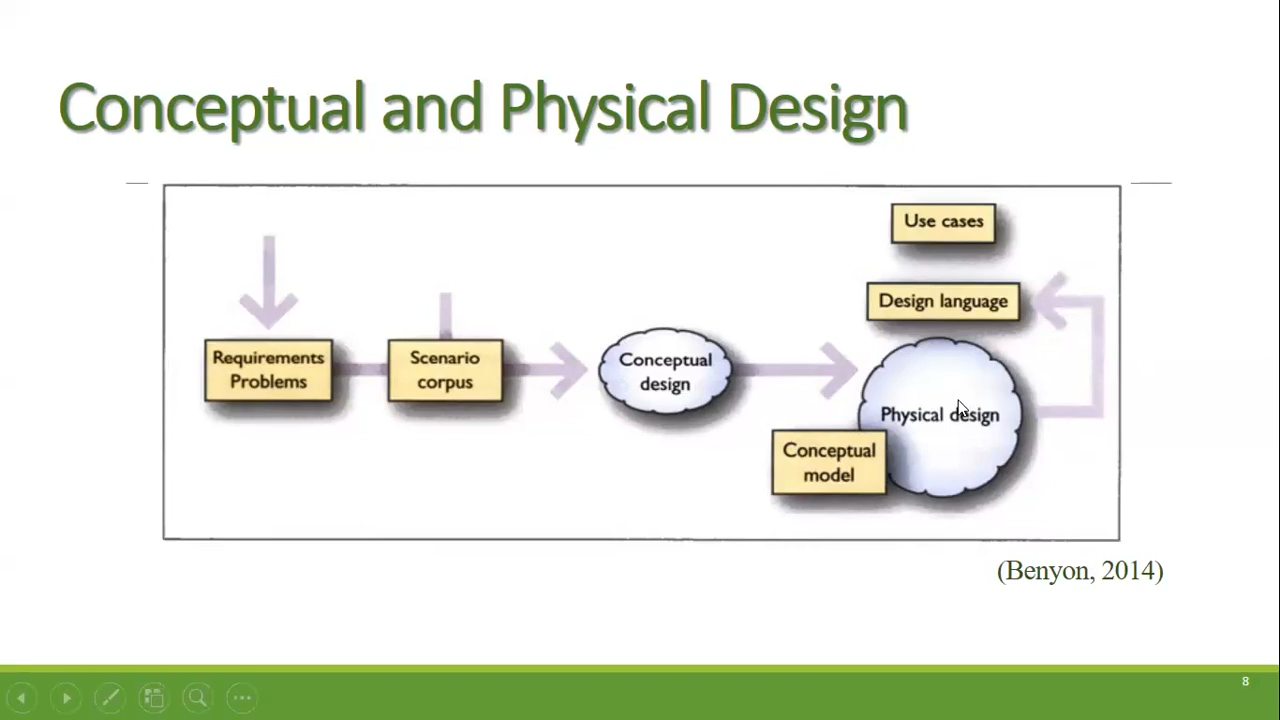 Conceptual and Physical Design
Use cases
Design language
Requirements
Problems
Scenario
corpus
Conceptual
design
Physical design
Conceptual
model
(Benyon, 2014)
8